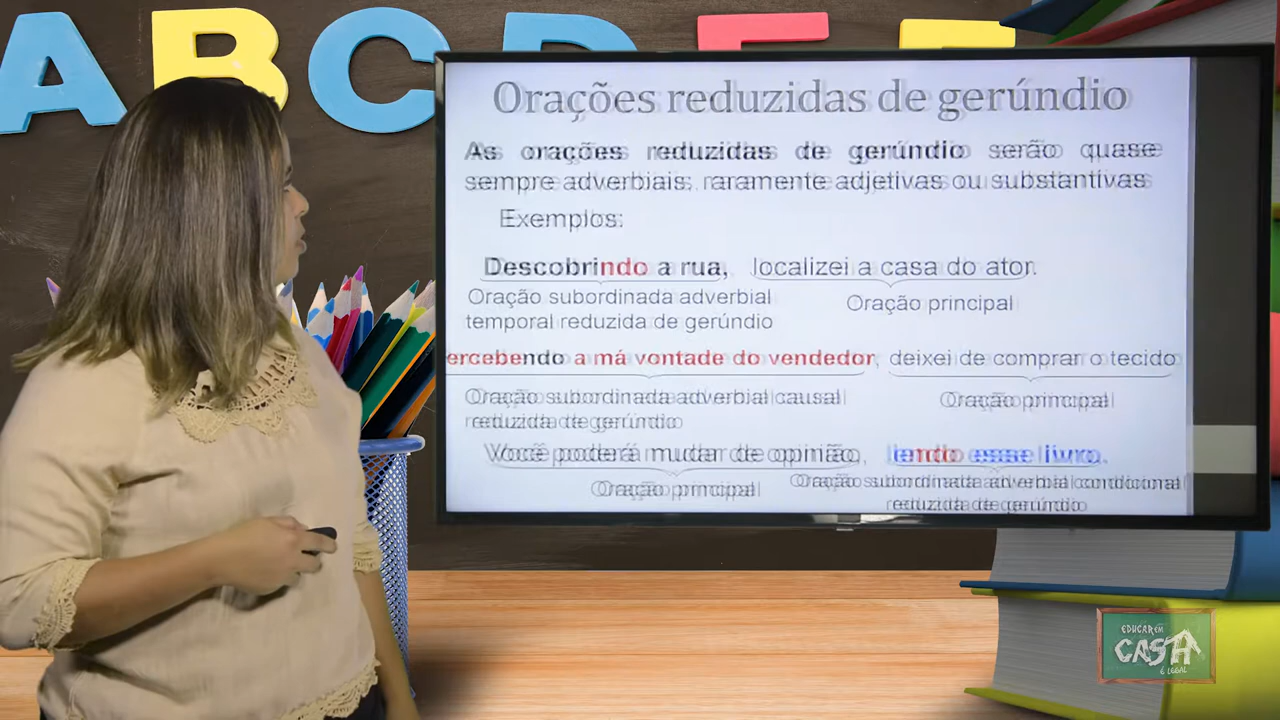 A B C D E F
Orações reduzidas de gerúndio
As orações reduzidas de gerúndio serão quase
sempre adverbiais, raramente adjetivas ou substantivas
Exemplos:
Descobrindo a rua, localizei a casa do ator.
Oração subordinada adverbial
temporal reduzida de gerúndio
Oração principal
ercebendo a má vontade do vendedor, deixei de comprar o tecido
Oração subordinada adverbial causal
reduzida de gerúndio
Oração principal
Você poderá mudar de opinião, lendo esse livro.
Oração principal
Oração subordinada adverbial condicional
reduzida de gerúndio
EDUCAR EM
CASA
É LEGAL